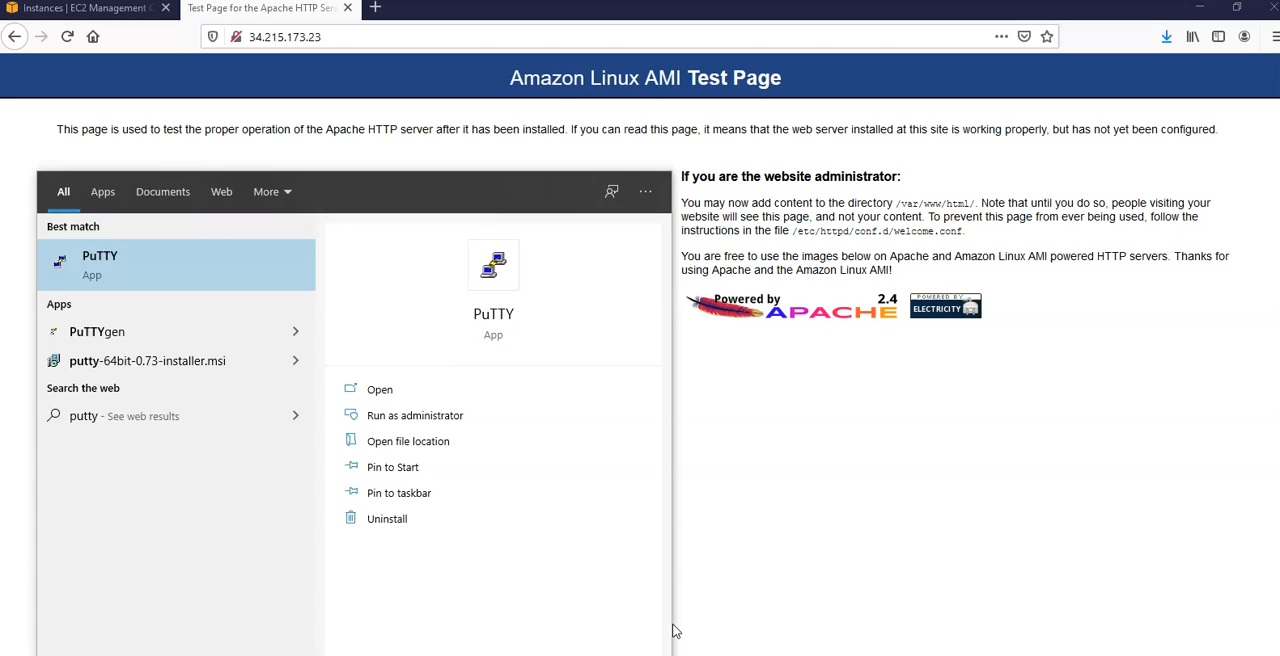 Instances | EC2 Management
Test Page for the Apache HTTP Ser
34.215.173.23
Amazon Linux AMI Test Page
This page is used to test the proper operation of the Apache HTTP server after it has been installed. If you can read this page, it means that the web server installed at this site is working properly, but has not yet been configured.
All Apps Documents Web More
Best match
PuTTY
App
Apps
PuTTYgen
putty-64bit-0.73-installer.msi
Search the web
putty - See web results
PuTTY
App
Open
Run as administrator
Open file location
Pin to Start
Pin to taskbar
Uninstall
If you are the website administrator:
You may now add content to the directory /var/www/html/. Note that until you do so, people visiting your
website will see this page, and not your content. To prevent this page from ever being used, follow the
instructions in the file /etc/httpd/conf.d/welcome.conf.
You are free to use the images below on Apache and Amazon Linux AMI powered HTTP servers. Thanks for
using Apache and the Amazon Linux AMI!
Powered by 2.4
APACHE
POWERED BY
ELECTRICITY